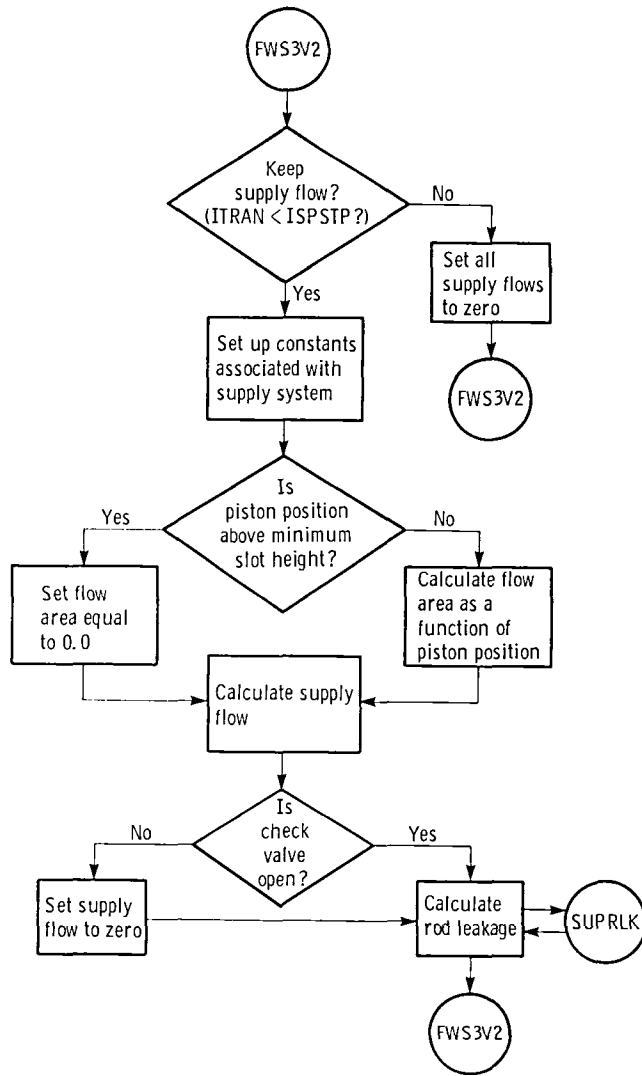 FWS3V2
Keep
supply flow?
(ITRAN < ISPSTP?)
No
Yes
Set all
supply flows
to zero
Set up constants
associated with
supply system
FWS3V2
Is
piston position
above minimum
slot height?
Yes
No
Set flow
area equal
to 0.0
Calculate flow
area as a
function of
piston position
Calculate supply
flow
Is
check
valve
open?
No
Yes
Set supply
flow to zero
Calculate
rod leakage
SUPRLK
FWS3V2